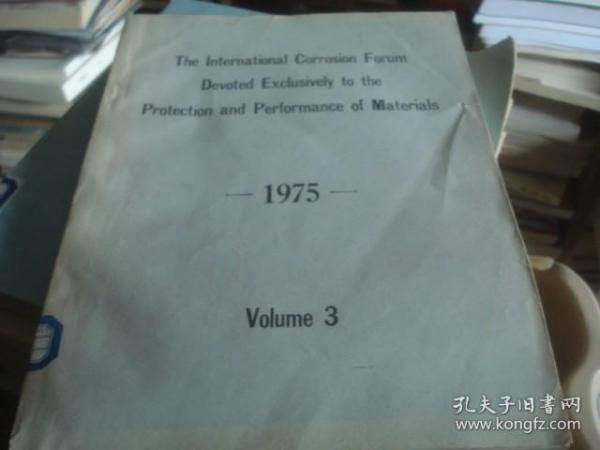 The International Corrosion Forum
Devoted Exclusively to the
Protection and Performance of Materials
— 1975 —
Volume 3
孔夫子旧书网
www.kongfz.com